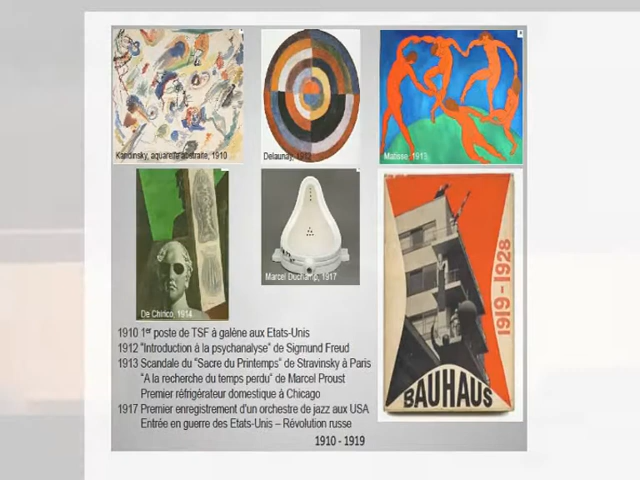 Kandinsky, aquarelle abstraite, 1910
Delaunay, 1912
Matisse, 1913
De Chirico, 1914
Marcel Duchamp, 1917
1919 - 1928
BAUHAUS
1910 1er poste de TSF à galène aux Etats-Unis
1912 "Introduction à la psychanalyse" de Sigmund Freud
1913 Scandale du "Sacre du Printemps" de Stravinsky à Paris
"A la recherche du temps perdu" de Marcel Proust
Premier réfrigérateur domestique à Chicago
1917 Premier enregistrement d'un orchestre de jazz aux USA
Entrée en guerre des Etats-Unis – Révolution russe
1910 - 1919